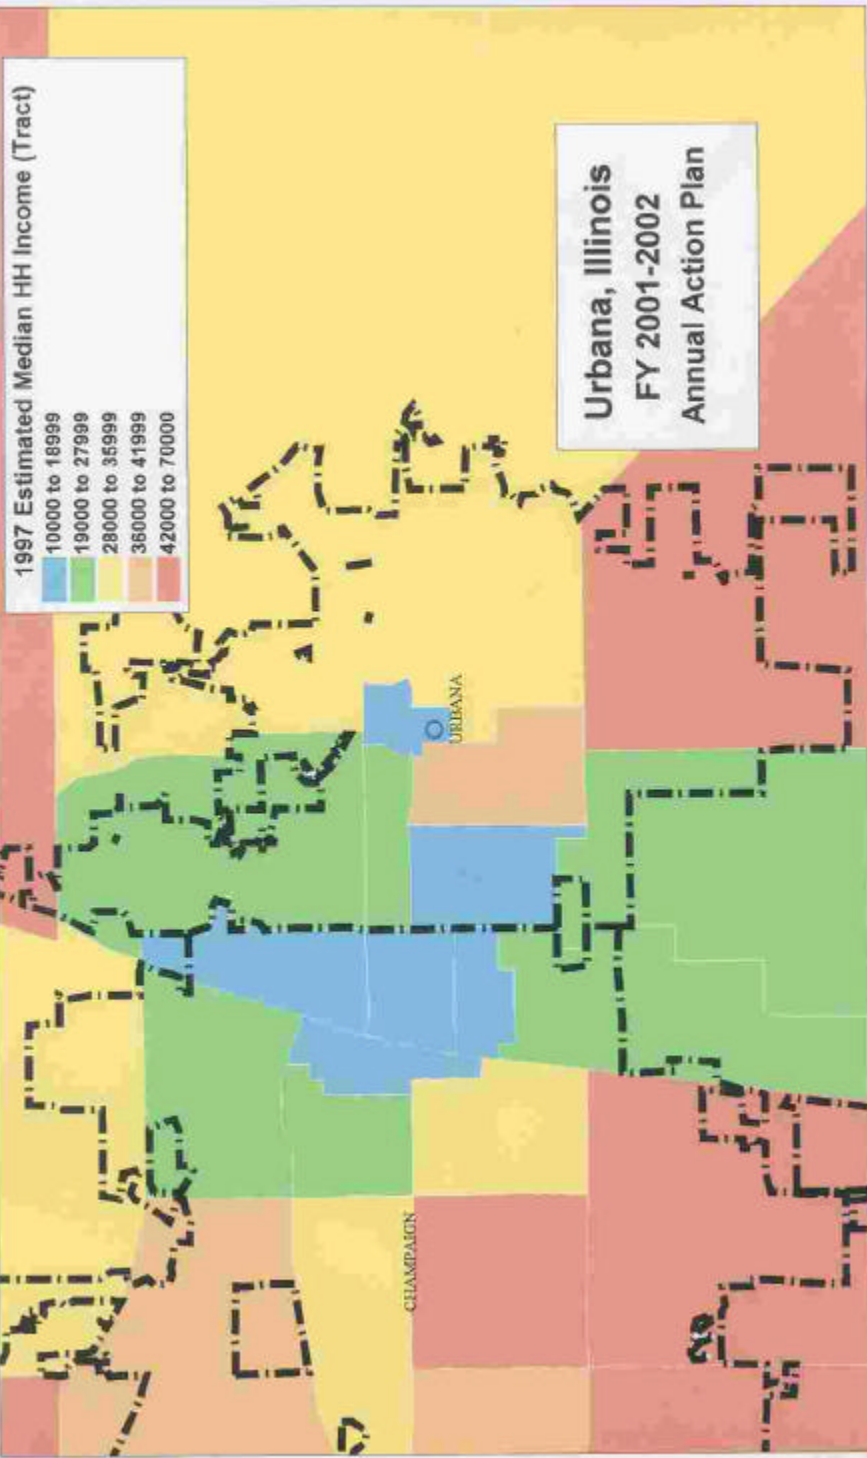 1997 Estimated Median HH Income (Tract)
10000 to 18999
19000 to 27999
28000 to 35999
36000 to 41999
42000 to 70000
Urbana, Illinois
FY 2001-2002
Annual Action Plan
URBANA
CHAMPAIGN